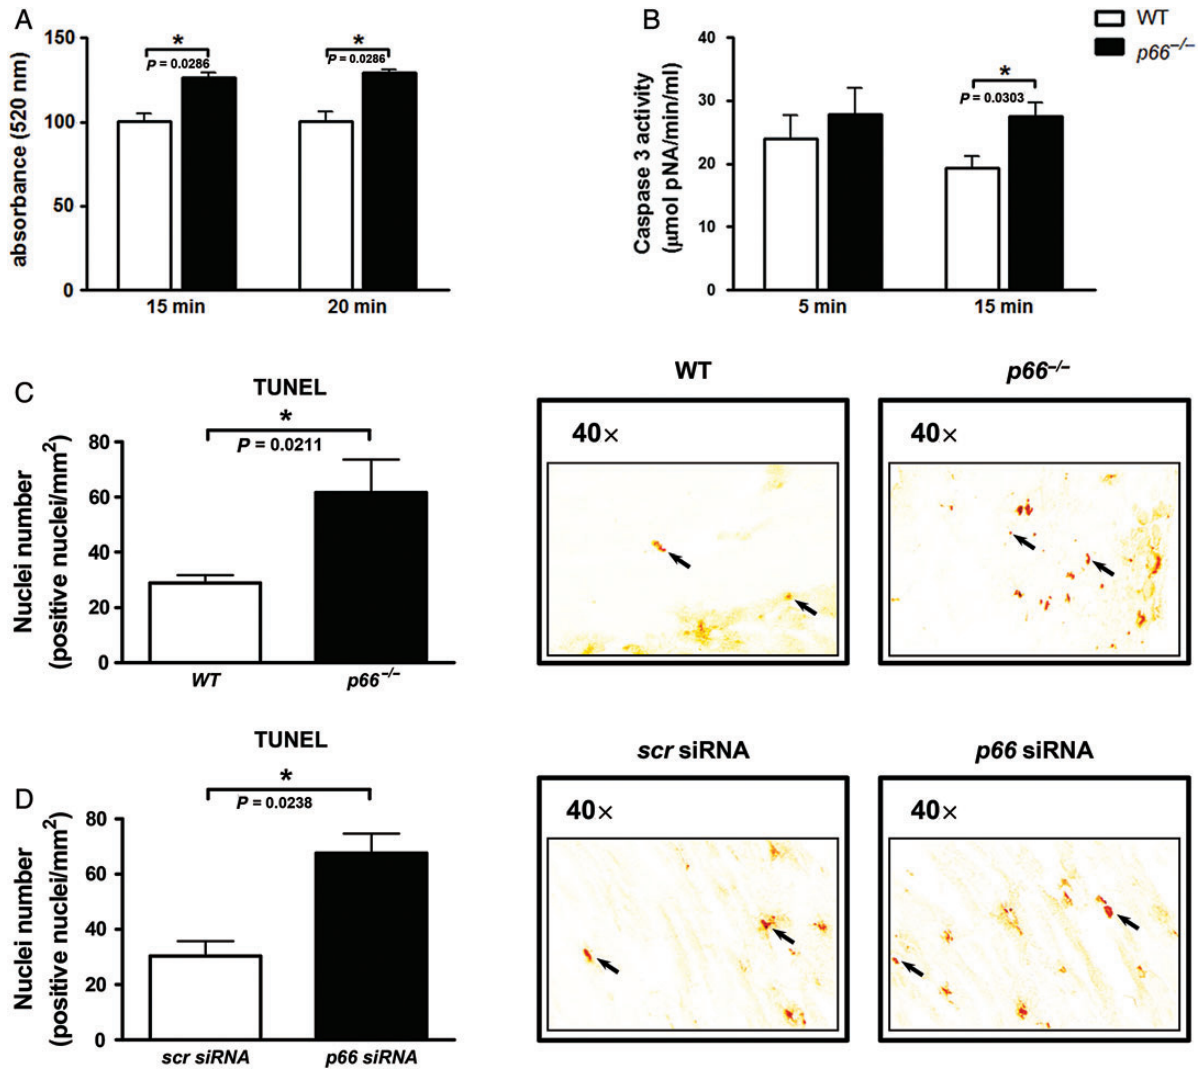 A
absorbance (520 nm)
150
100
50
0
*
P = 0.0286
*
P = 0.0286
15 min
20 min
B
WT
p66⁻/⁻
Caspase 3 activity
(µmol pNA/min/ml)
40
30
20
10
0
*
P = 0.0303
5 min
15 min
C
TUNEL
*
P = 0.0211
Nuclei number
(positive nuclei/mm²)
80
60
40
20
0
WT
p66⁻/⁻
WT
40×
p66⁻/⁻
40×
D
TUNEL
*
P = 0.0238
Nuclei number
(positive nuclei/mm²)
80
60
40
20
0
scr siRNA
p66 siRNA
scr siRNA
40×
p66 siRNA
40×